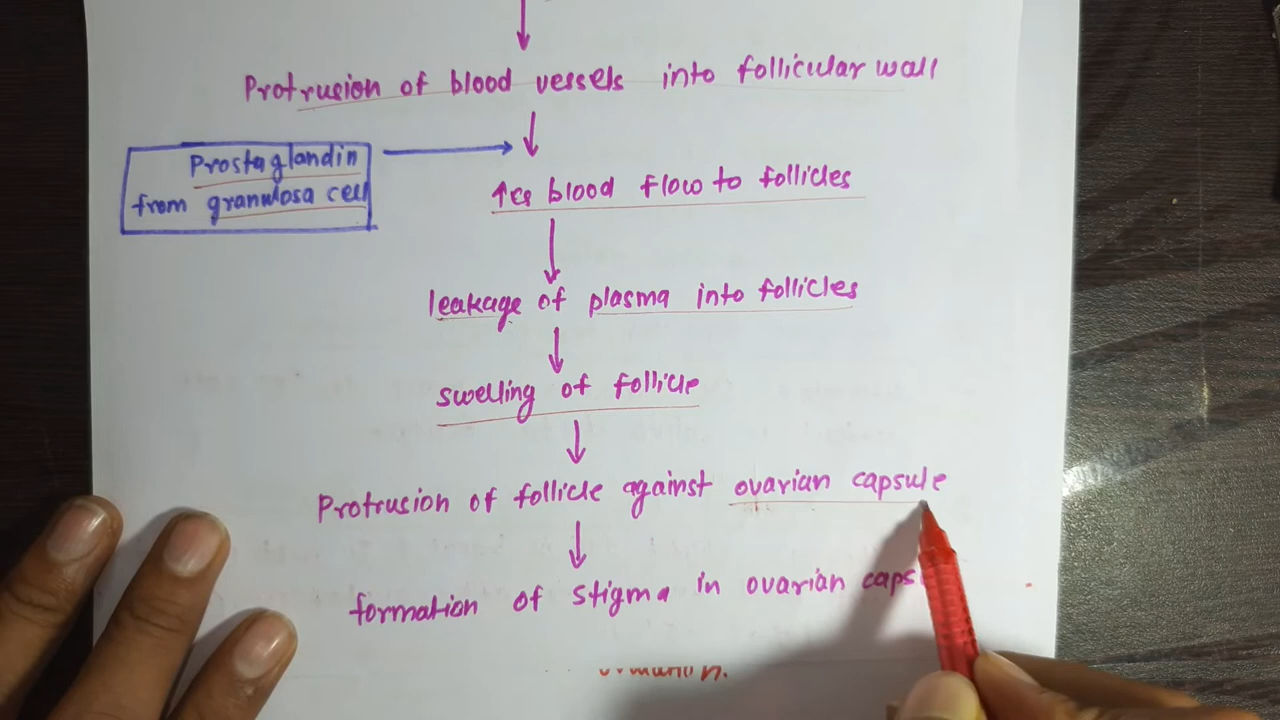 Protrusion of blood vessels into follicular wall
Prostaglandin
from granulosa cell
↑es blood flow to follicles
leakage of plasma into follicles
swelling of follicle
Protrusion of follicle against ovarian capsule
formation of stigma in ovarian